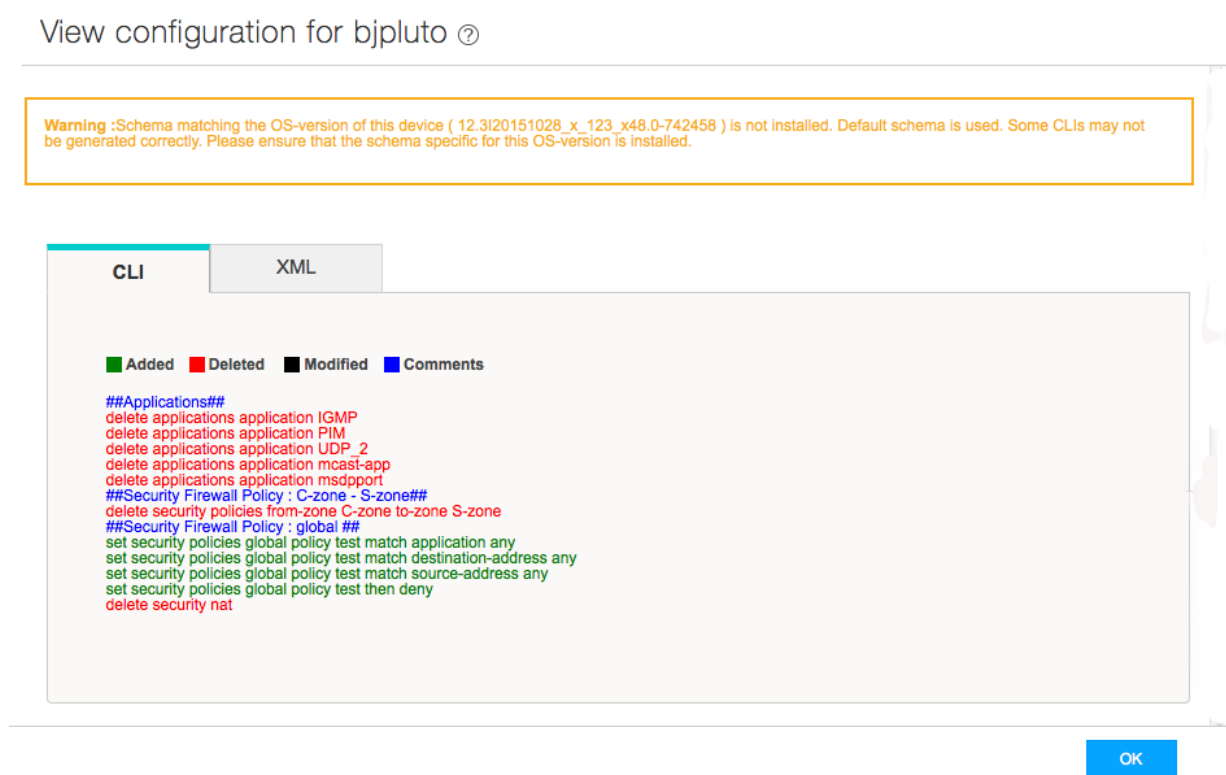 View configuration for bjpluto ?
Warning :Schema matching the OS-version of this device ( 12.3I20151028_x_123_x48.0-742458 ) is not installed. Default schema is used. Some CLIs may not
be generated correctly. Please ensure that the schema specific for this OS-version is installed.
CLI XML
Added Deleted Modified Comments
##Applications##
delete applications application IGMP
delete applications application PIM
delete applications application UDP_2
delete applications application mcast-app
delete applications application msdpport
##Security Firewall Policy : C-zone - S-zone##
delete security policies from-zone C-zone to-zone S-zone
##Security Firewall Policy : global ##
set security policies global policy test match application any
set security policies global policy test match destination-address any
set security policies global policy test match source-address any
set security policies global policy test then deny
delete security nat
OK